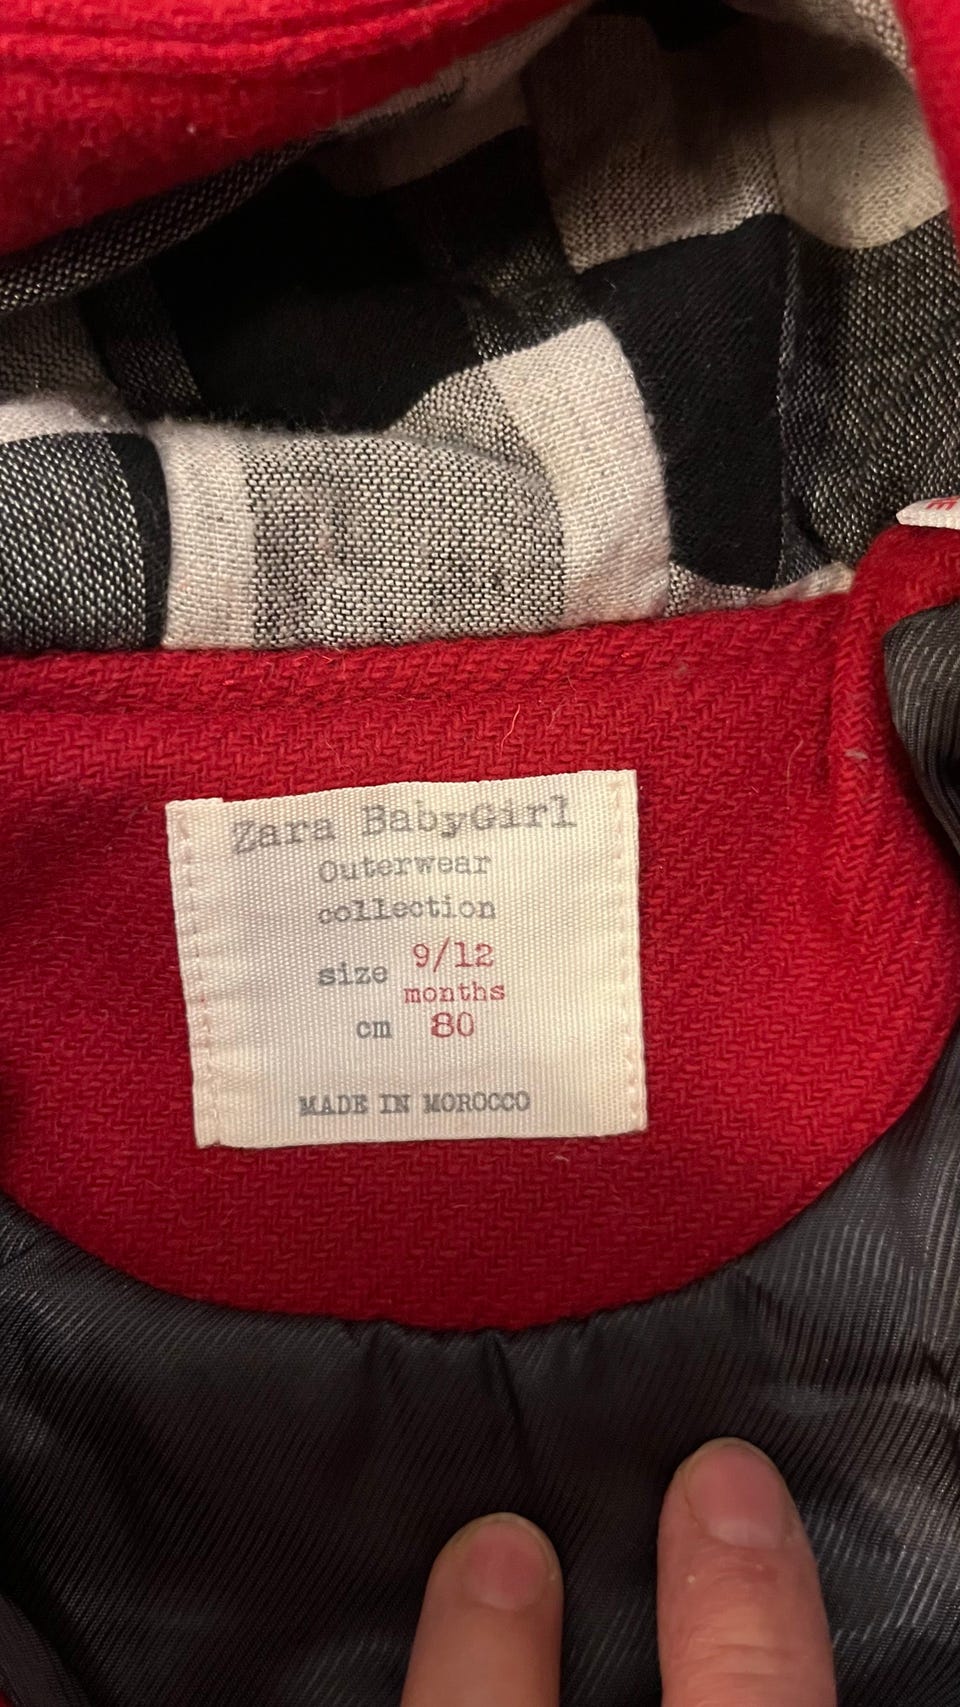 Zara BabyGirl
Outerwear
collection
size 9/12
months
cm 80
MADE IN MOROCCO